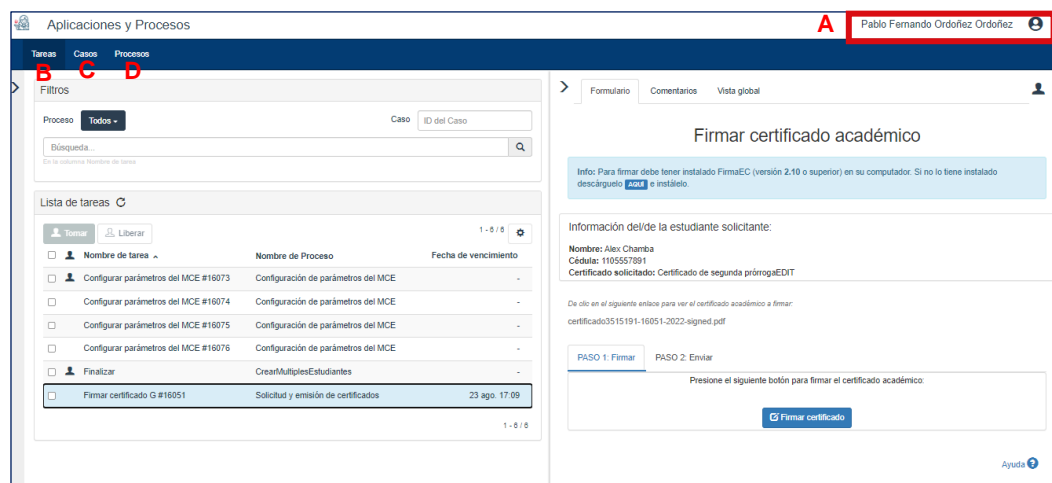 Aplicaciones y Procesos
A
Pablo Fernando Ordoñez Ordoñez
Tareas Casos Procesos
B C D
Filtros
Proceso Todos Caso ID del Caso
Búsqueda...
En la columna Nombre de tarea
Lista de tareas
Tomar Liberar 1 - 6 / 6
Nombre de tarea Nombre de Proceso Fecha de vencimiento
Configurar parámetros del MCE #16073 Configuración de parámetros del MCE -
Configurar parámetros del MCE #16074 Configuración de parámetros del MCE -
Configurar parámetros del MCE #16075 Configuración de parámetros del MCE -
Configurar parámetros del MCE #16076 Configuración de parámetros del MCE -
Finalizar CrearMultiplesEstudiantes -
Firmar certificado G #16051 Solicitud y emisión de certificados 23 ago. 17:09
1 - 6 / 6
Formulario Comentarios Vista global
Firmar certificado académico
Info: Para firmar debe tener instalado FirmaEC (versión 2.10 o superior) en su computador. Si no lo tiene instalado
descárguelo AQUÍ e instálelo.
Información del/de la estudiante solicitante:
Nombre: Alex Chamba
Cédula: 1105557891
Certificado solicitado: Certificado de segunda prórrogaEDIT
De clic en el siguiente enlace para ver el certificado académico a firmar:
certificado3515191-16051-2022-signed.pdf
PASO 1: Firmar PASO 2: Enviar
Presione el siguiente botón para firmar el certificado académico:
Firmar certificado
Ayuda